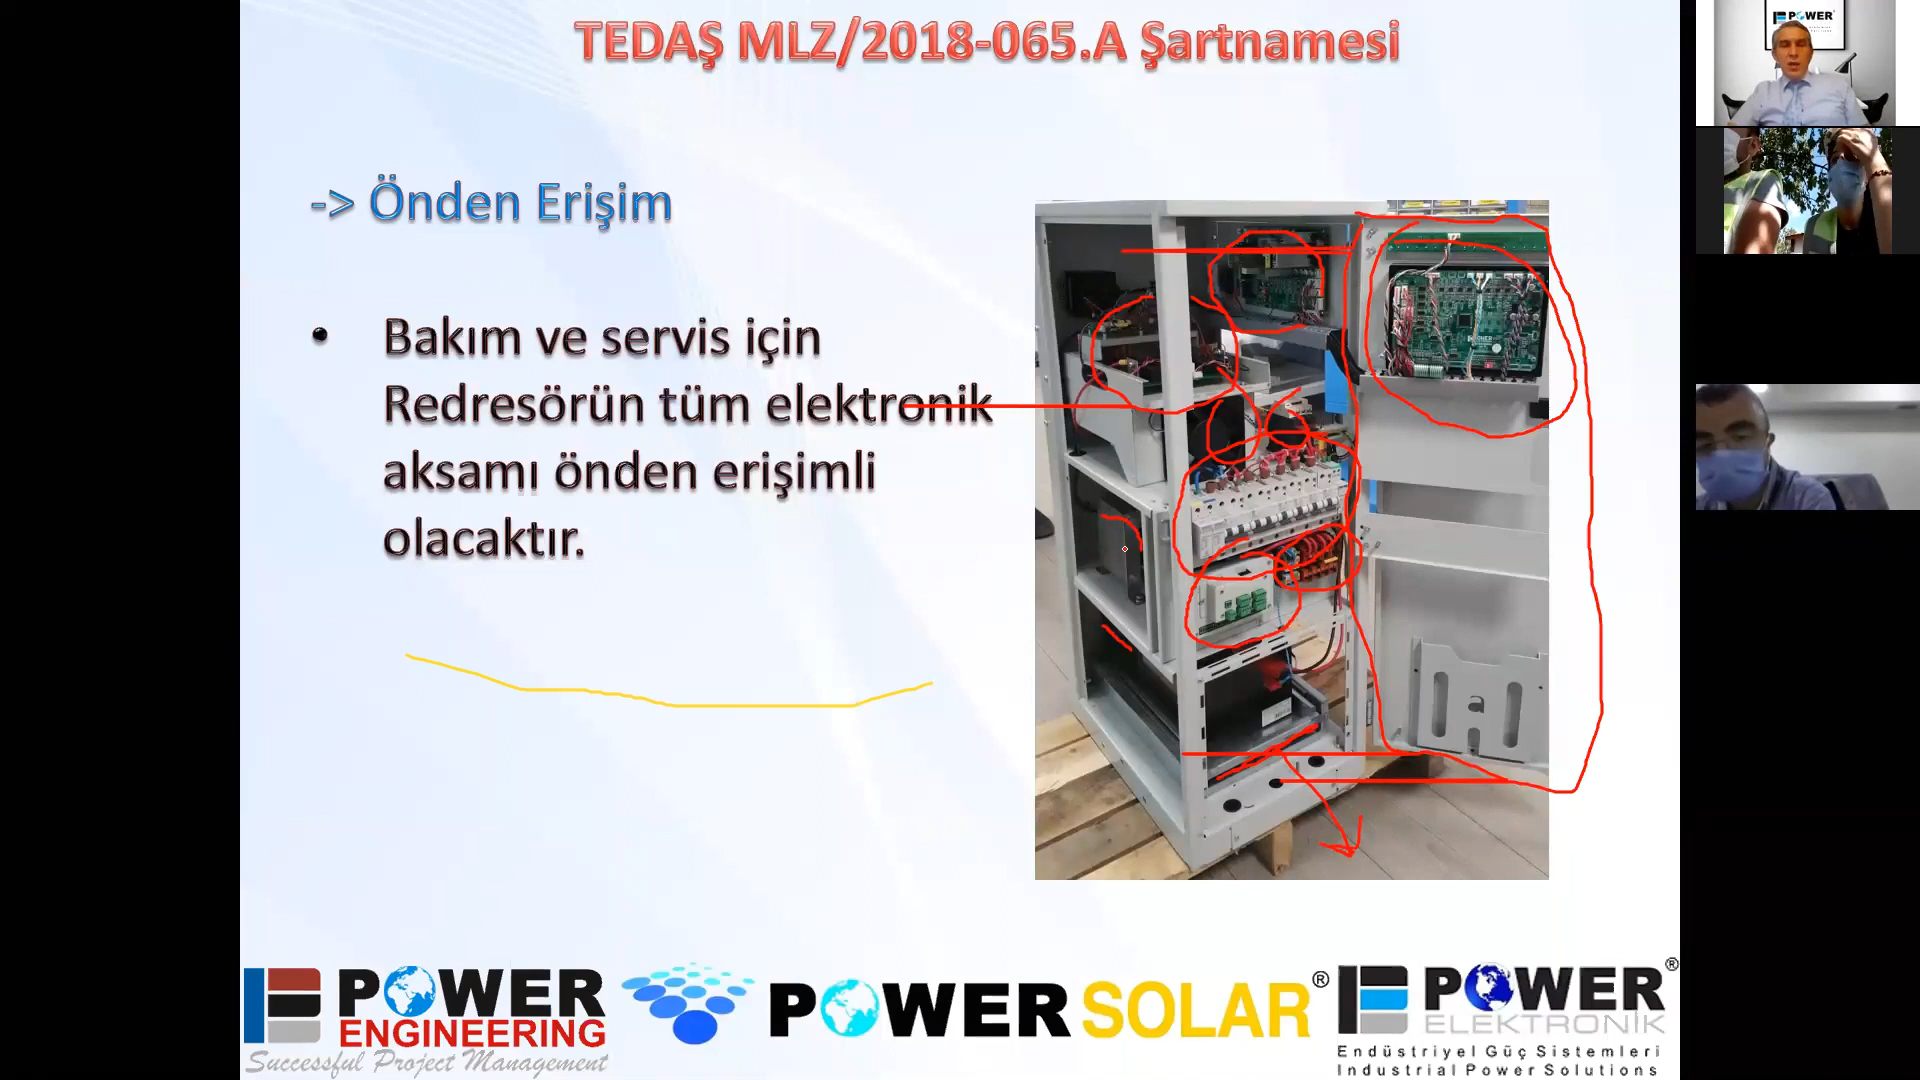 TEDAŞ MLZ/2018-065.A Şartnamesi
-> Önden Erişim
• Bakım ve servis için
Redresörün tüm elektronik
aksamı önden erişimli
olacaktır.
POWER
ENGINEERING
Successful Project Management
POWER SOLAR®
POWER®
ELEKTRONİK
Endüstriyel Güç Sistemleri
Industrial Power Solutions
POWER